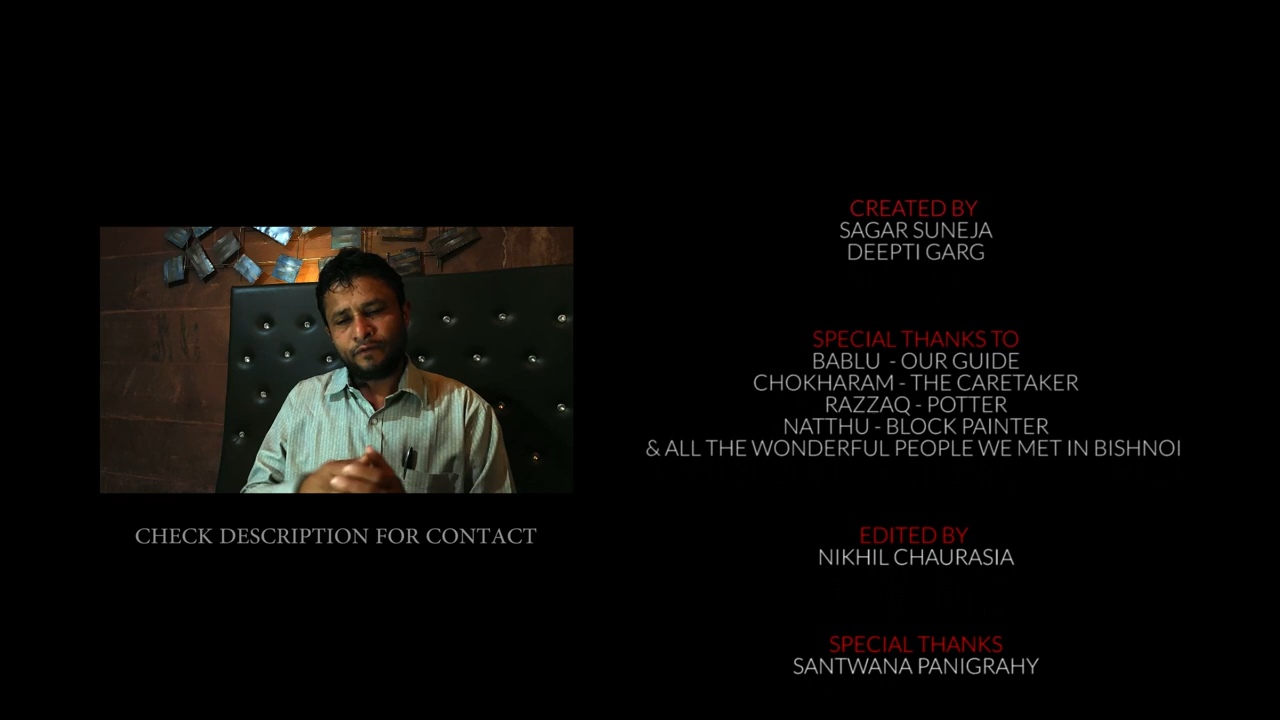 CREATED BY
SAGAR SUNEJA
DEEPTI GARG
SPECIAL THANKS TO
BABLU - OUR GUIDE
CHOKHARAM - THE CARETAKER
RAZZAQ - POTTER
NATTHU - BLOCK PAINTER
& ALL THE WONDERFUL PEOPLE WE MET IN BISHNOI
EDITED BY
NIKHIL CHAURASIA
SPECIAL THANKS
SANTWANA PANIGRAHY
CHECK DESCRIPTION FOR CONTACT